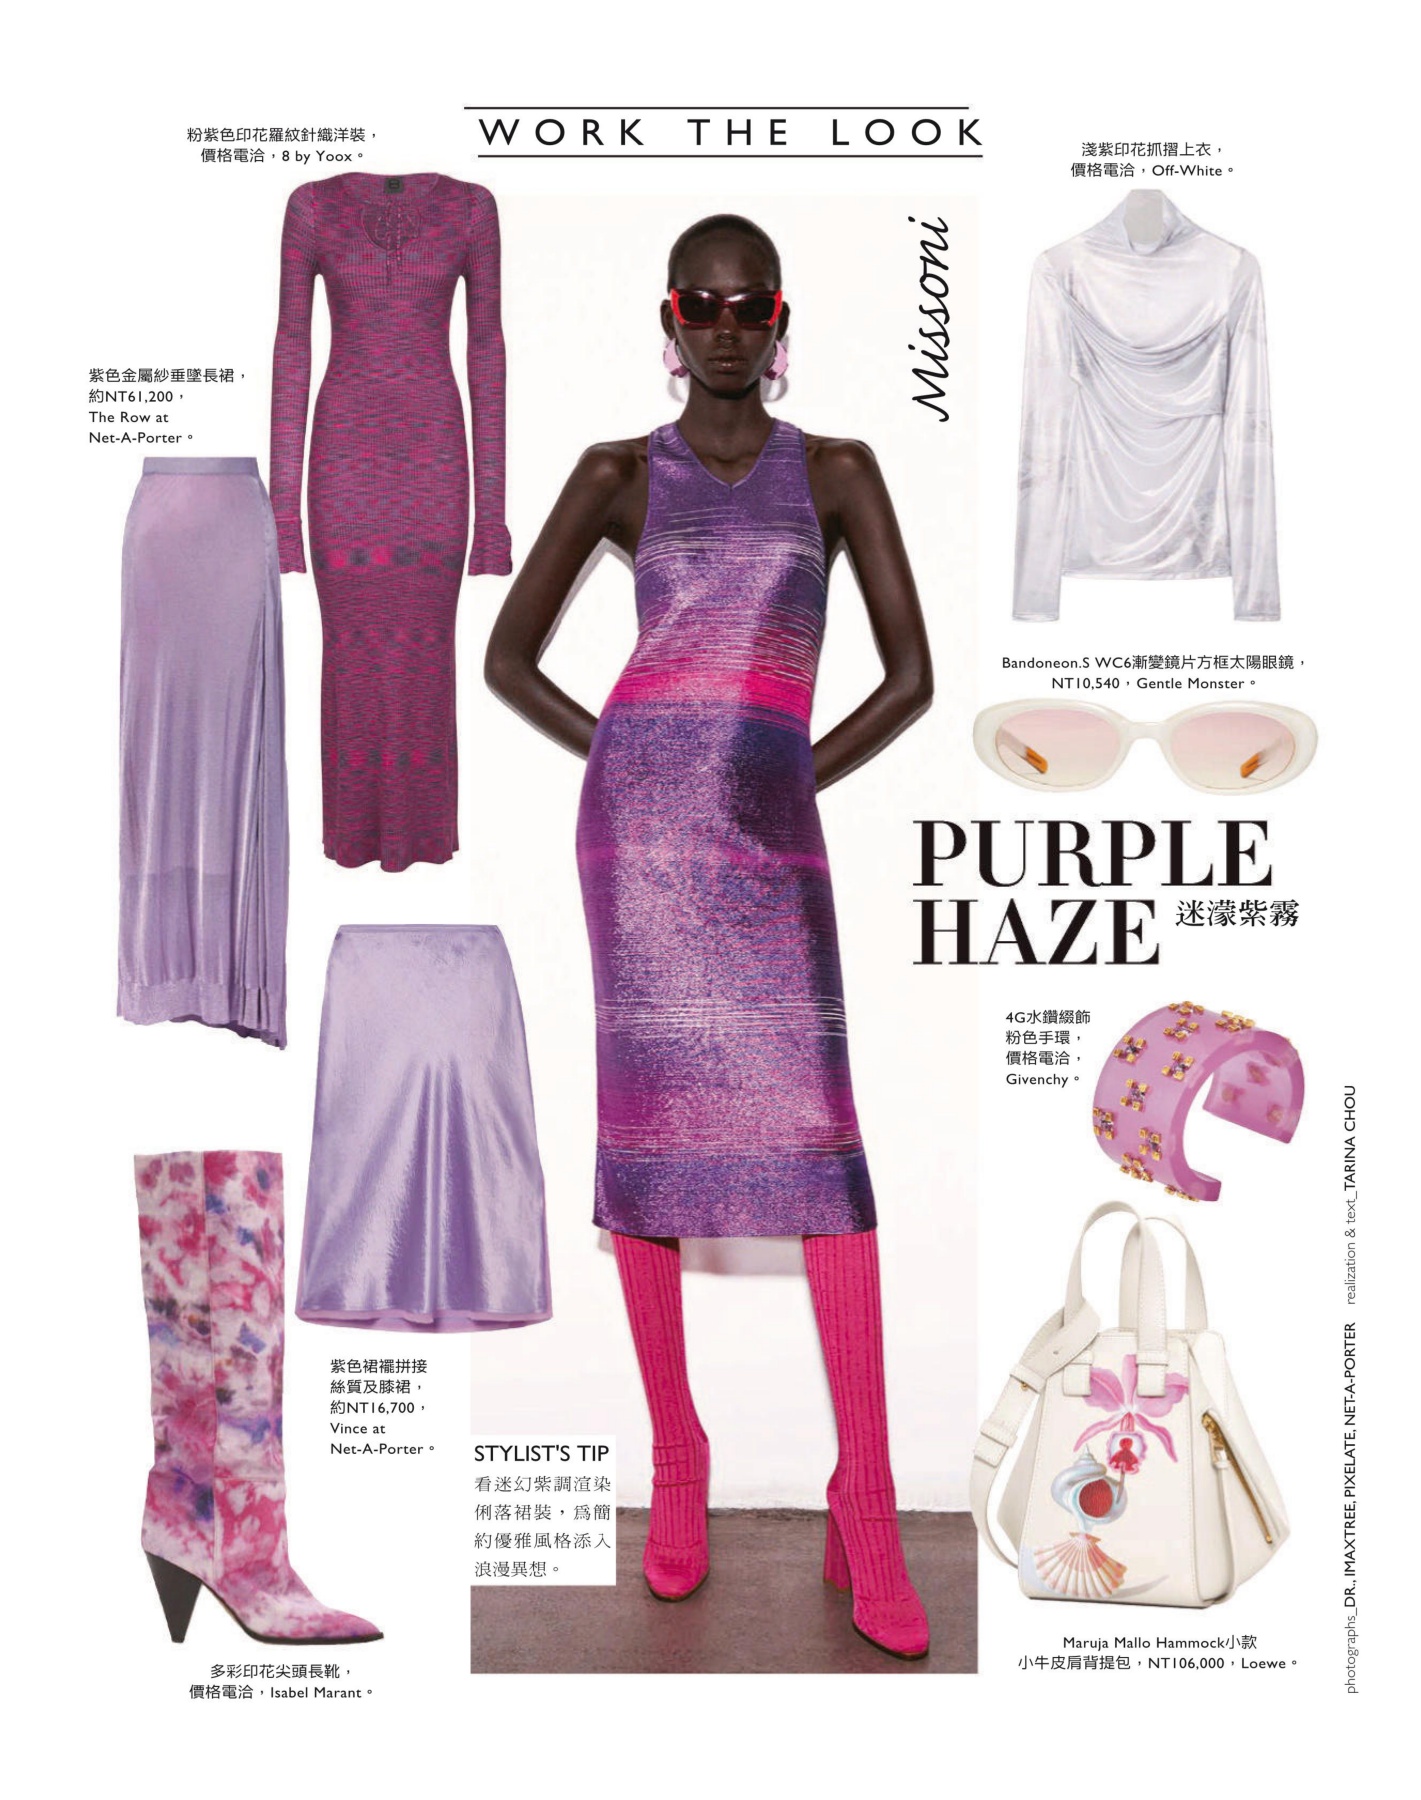 WORK THE LOOK
粉紫色印花羅紋針織洋裝，
價格電洽，8 by Yoox。
淺紫印花抓摺上衣，
價格電洽，Off-White。
Missoni
紫色金屬紗垂墜長裙，
約NT61,200，
The Row at
Net-A-Porter。
Bandoneon.S WC6漸變鏡片方框太陽眼鏡，
NT10,540，Gentle Monster。
PURPLE
HAZE 迷濛紫霧
4G水鑽綴飾
粉色手環，
價格電洽，
Givenchy。
紫色裙襬拼接
絲質及膝裙，
約NT16,700，
Vince at
Net-A-Porter。
STYLIST'S TIP
看迷幻紫調渲染
俐落裙裝，爲簡
約優雅風格添入
浪漫異想。
Maruja Mallo Hammock小款
小牛皮肩背提包，NT106,000，Loewe。
多彩印花尖頭長靴，
價格電洽，Isabel Marant。
photographs_DR., IMAXTREE, PIXELATE, NET-A-PORTER realization & text_TARINA CHOU